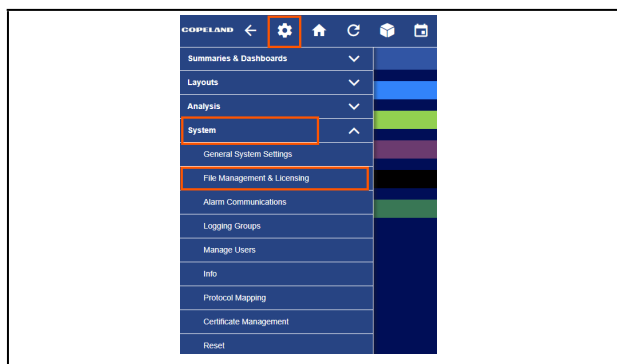 COPELAND
Summaries & Dashboards
Layouts
Analysis
System
General System Settings
File Management & Licensing
Alarm Communications
Logging Groups
Manage Users
Info
Protocol Mapping
Certificate Management
Reset